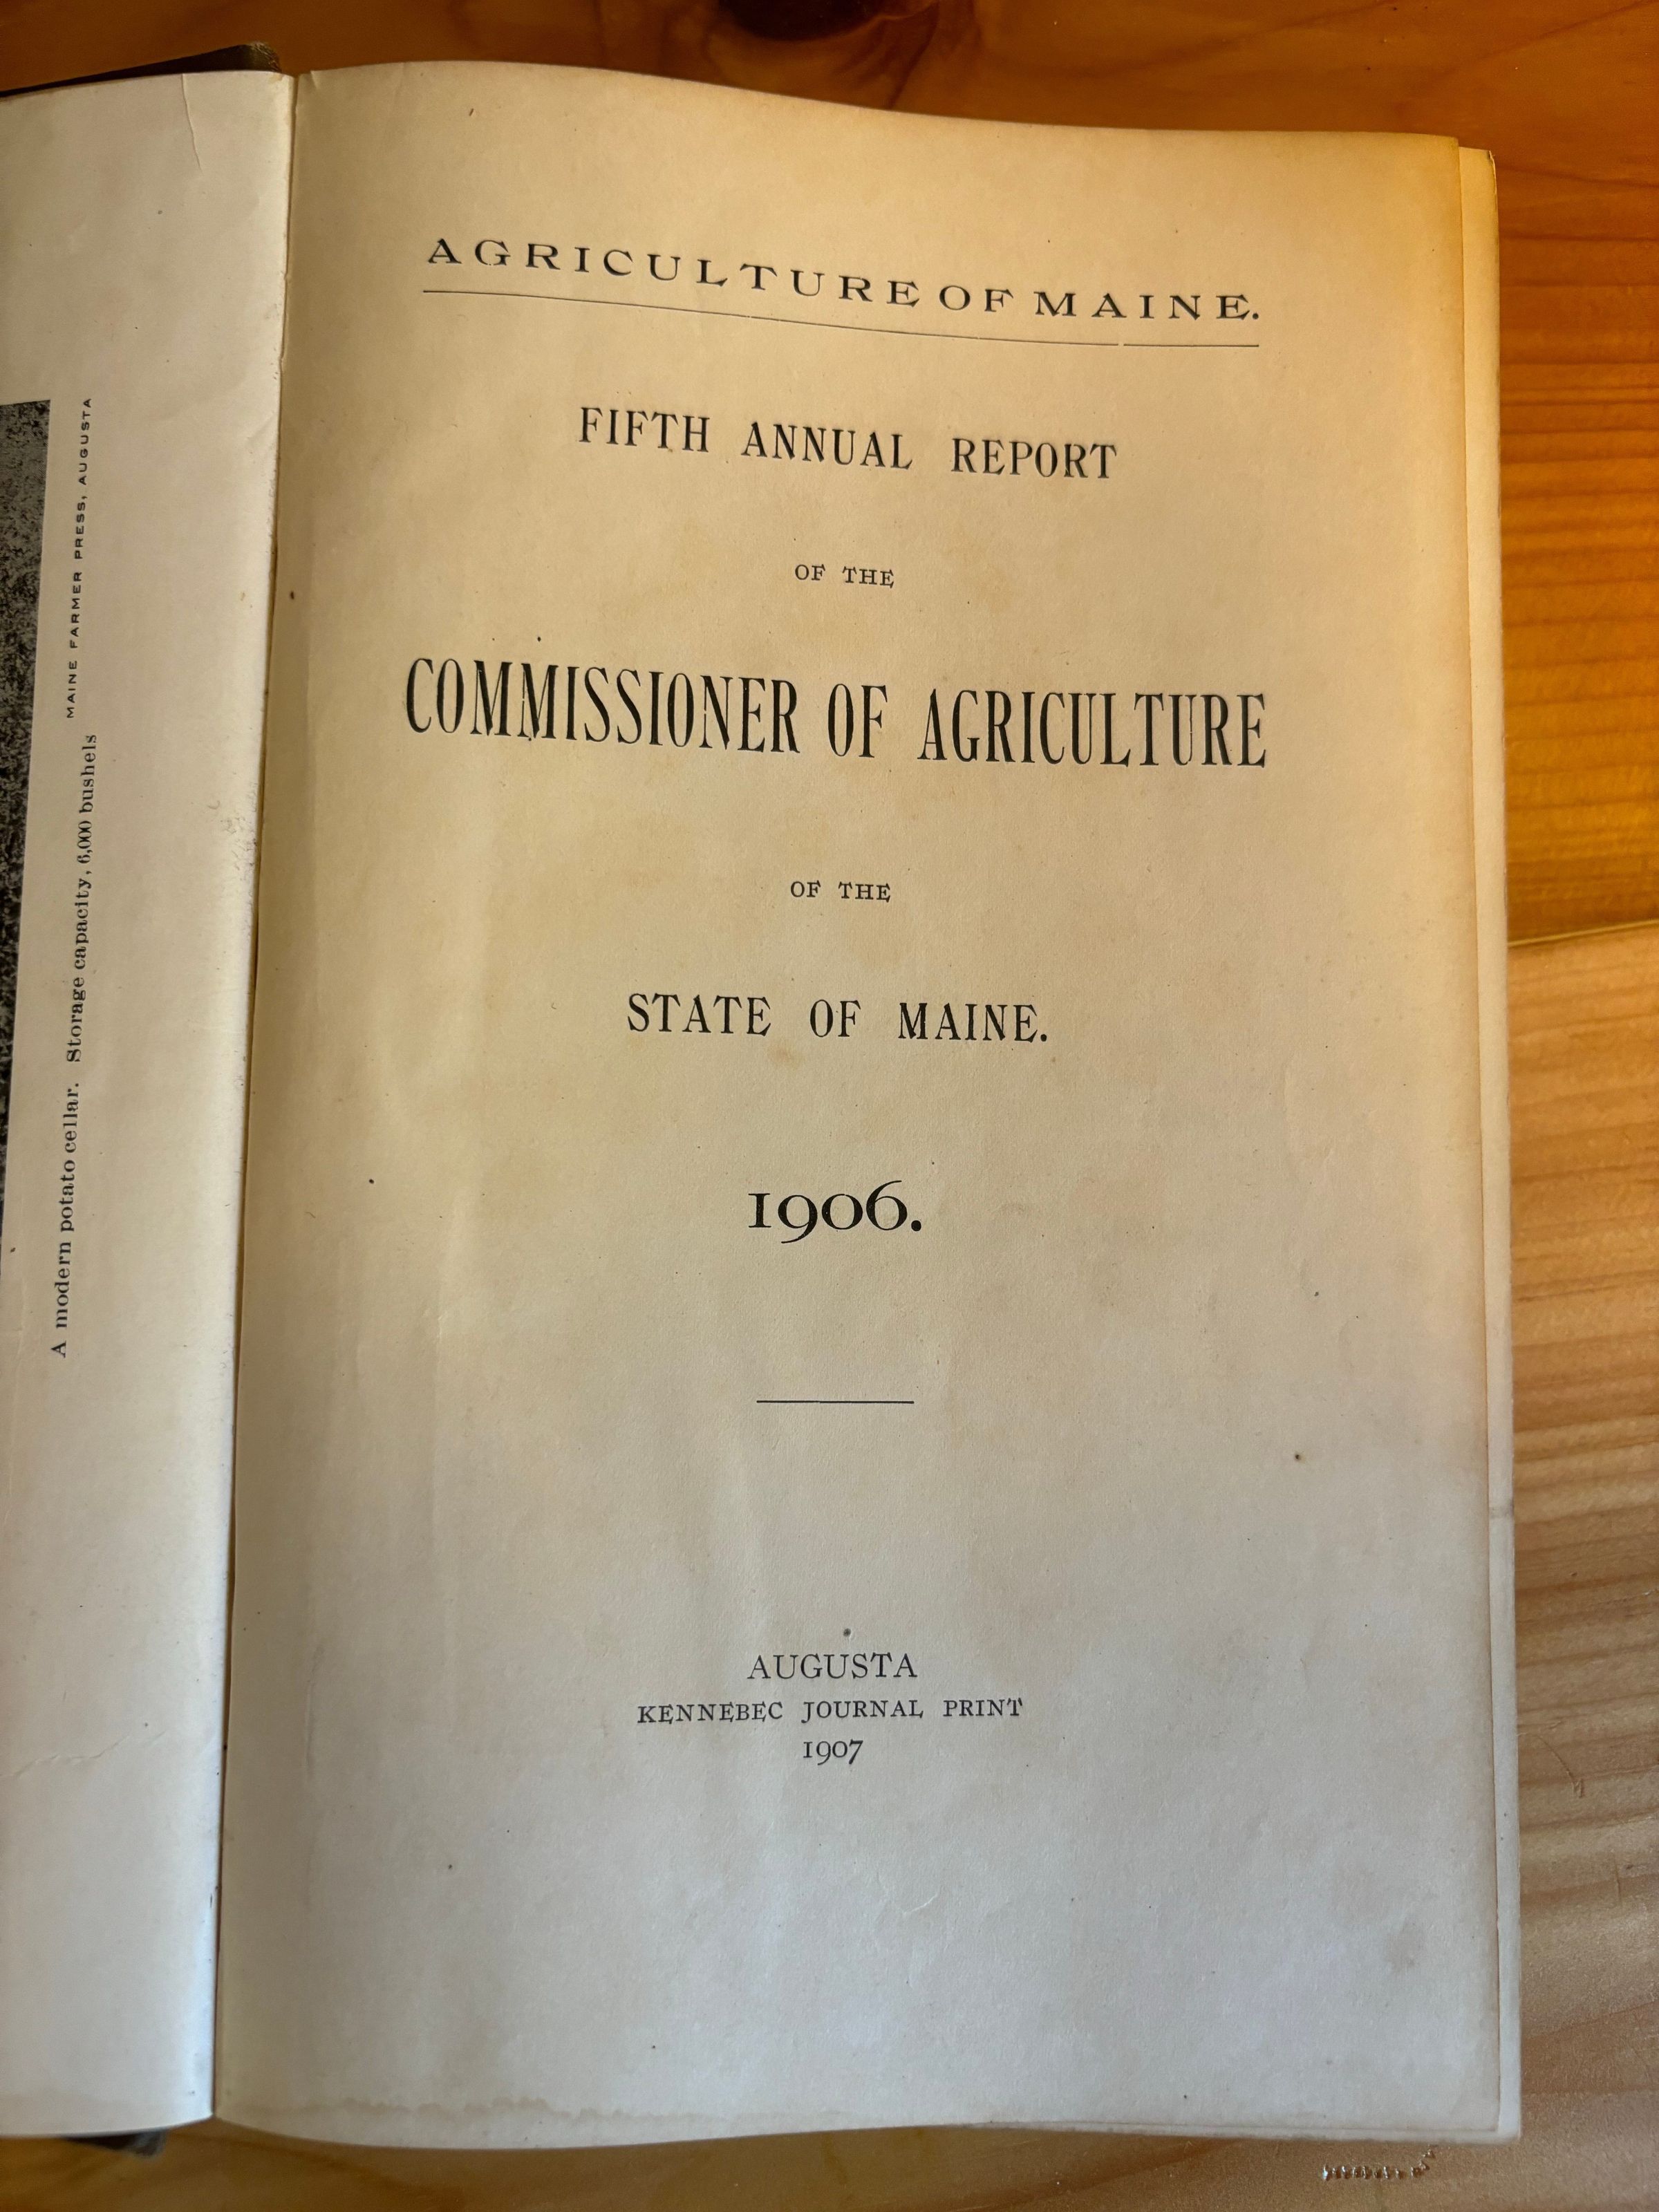 A modern potato cellar. Storage capacity, 6,000 bushels
MAINE FARMER PRESS, AUGUSTA
AGRICULTURE OF MAINE.
FIFTH ANNUAL REPORT
OF THE
COMMISSIONER OF AGRICULTURE
OF THE
STATE OF MAINE.
1906.
AUGUSTA
KENNEBEC JOURNAL PRINT
1907